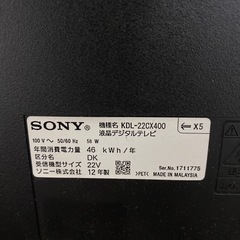 SONY 機種名 KDL-22CX400
液晶デジタルテレビ
X5
100 V～ 50/60 Hz 58 W
年間消費電力量 46 kWh/年
区分名 DK
受信機型サイズ 22V
ソニー株式会社 12年製
>PET< MADE IN MALAYSIA
Ser.No. 1711775